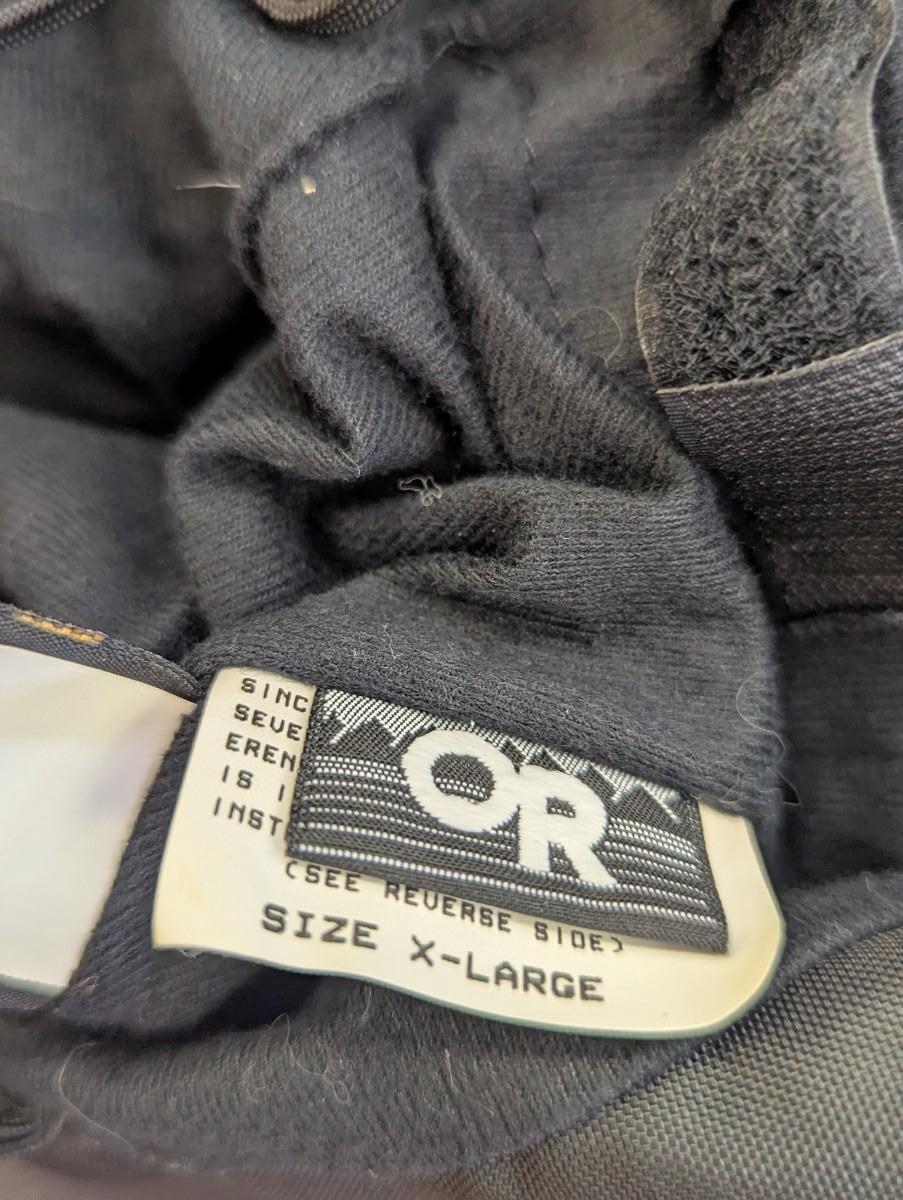 SINC
SEVE
EREN
IS I
INST
OR
(SEE REVERSE SIDE)
SIZE X-LARGE